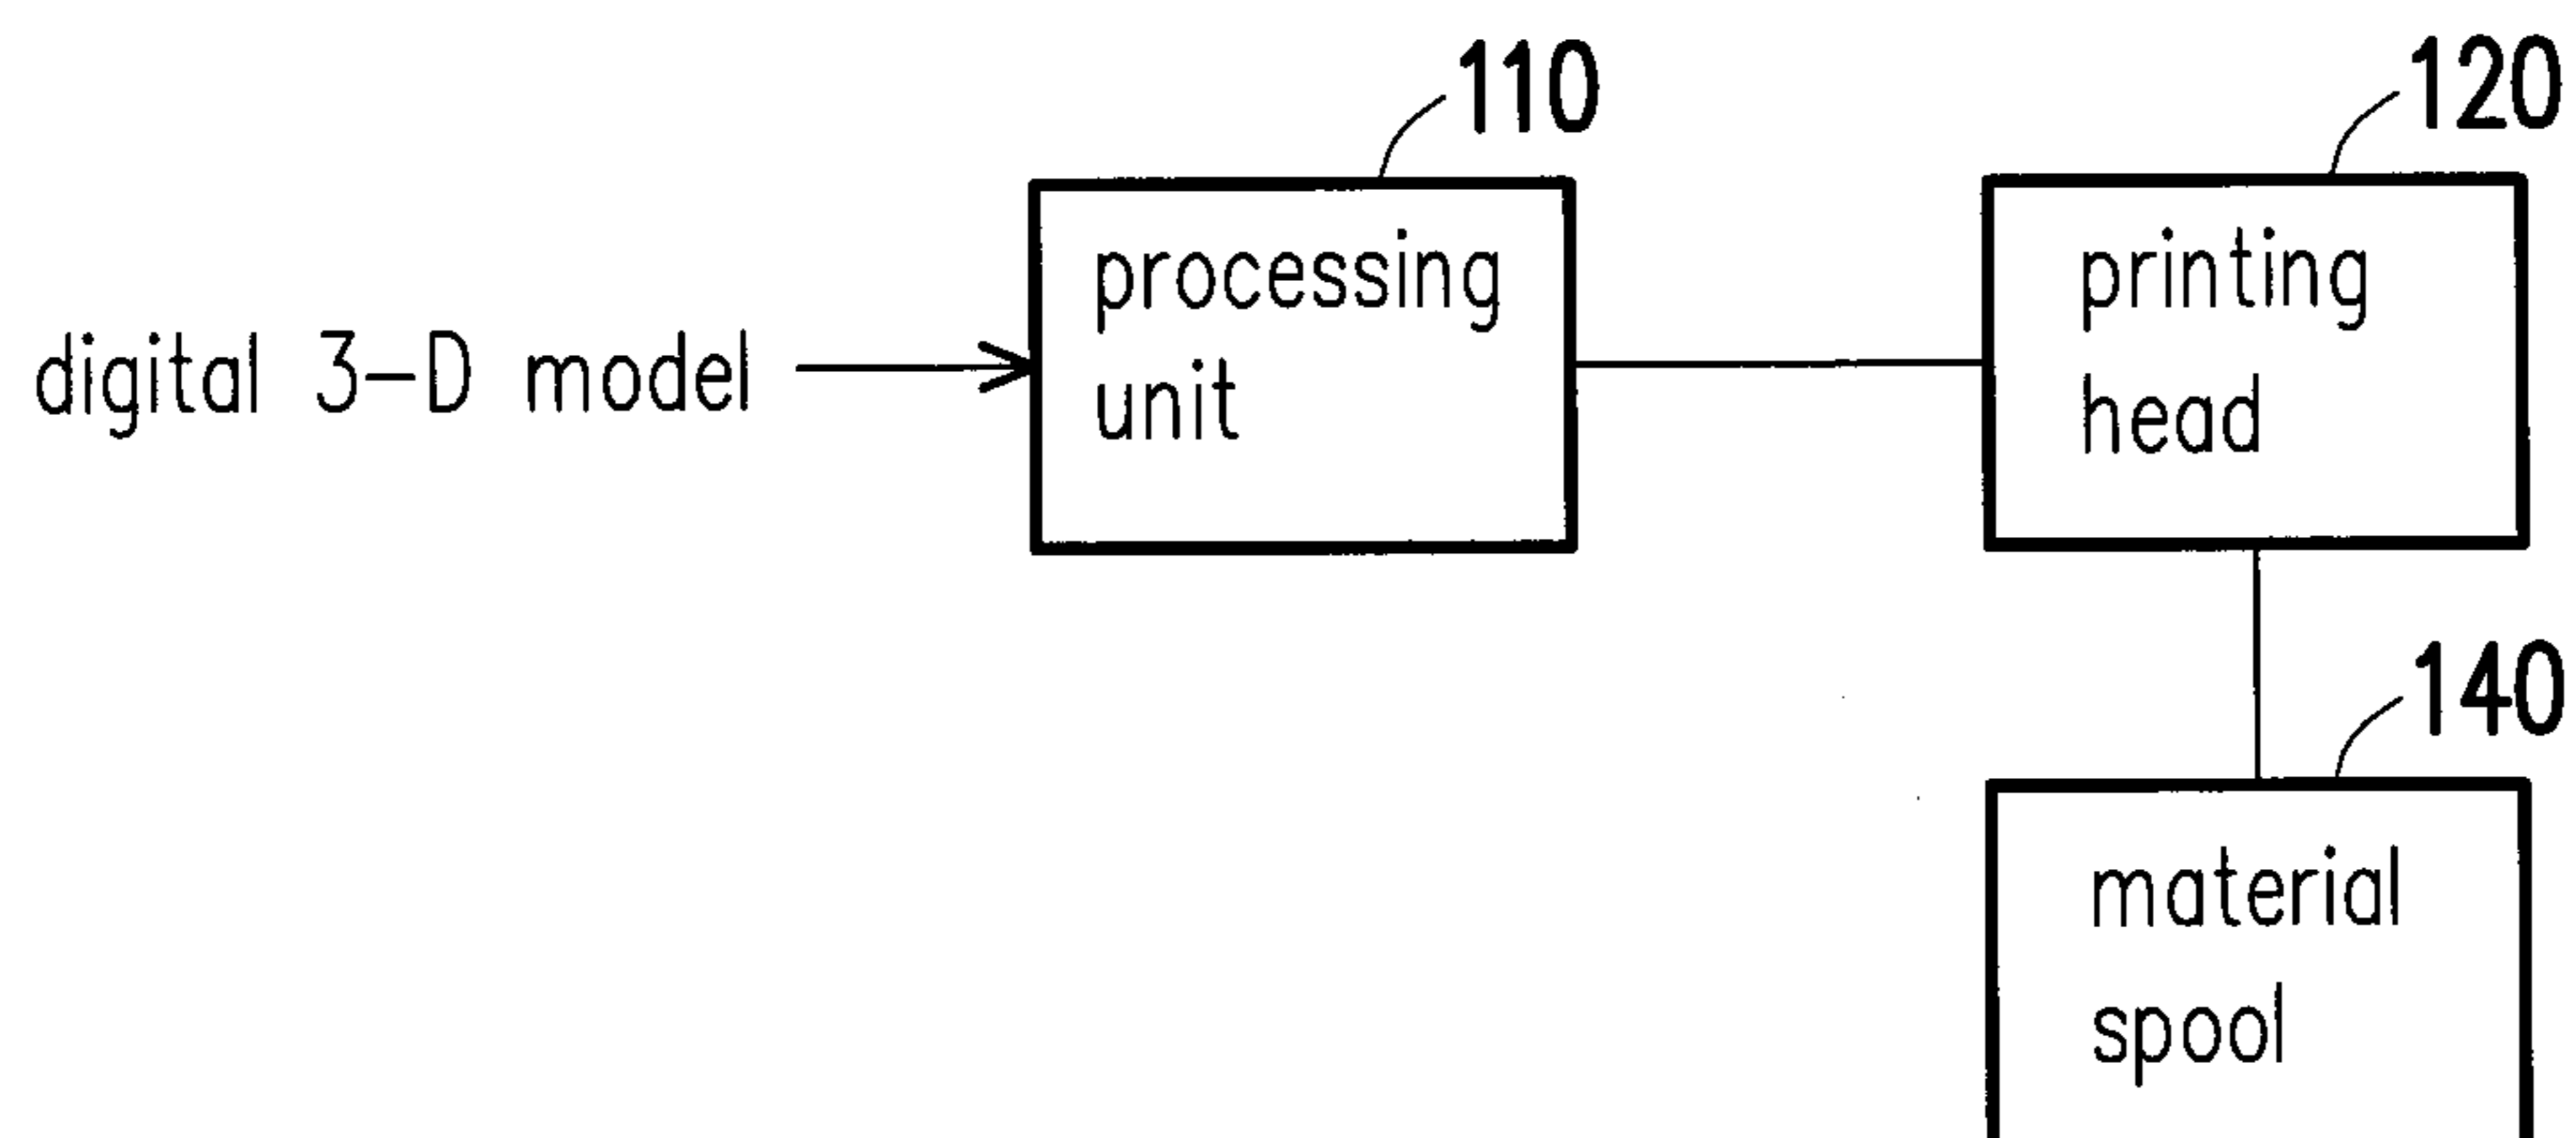 110
120
digital 3-D model
processing
unit
printing
head
140
material
spool